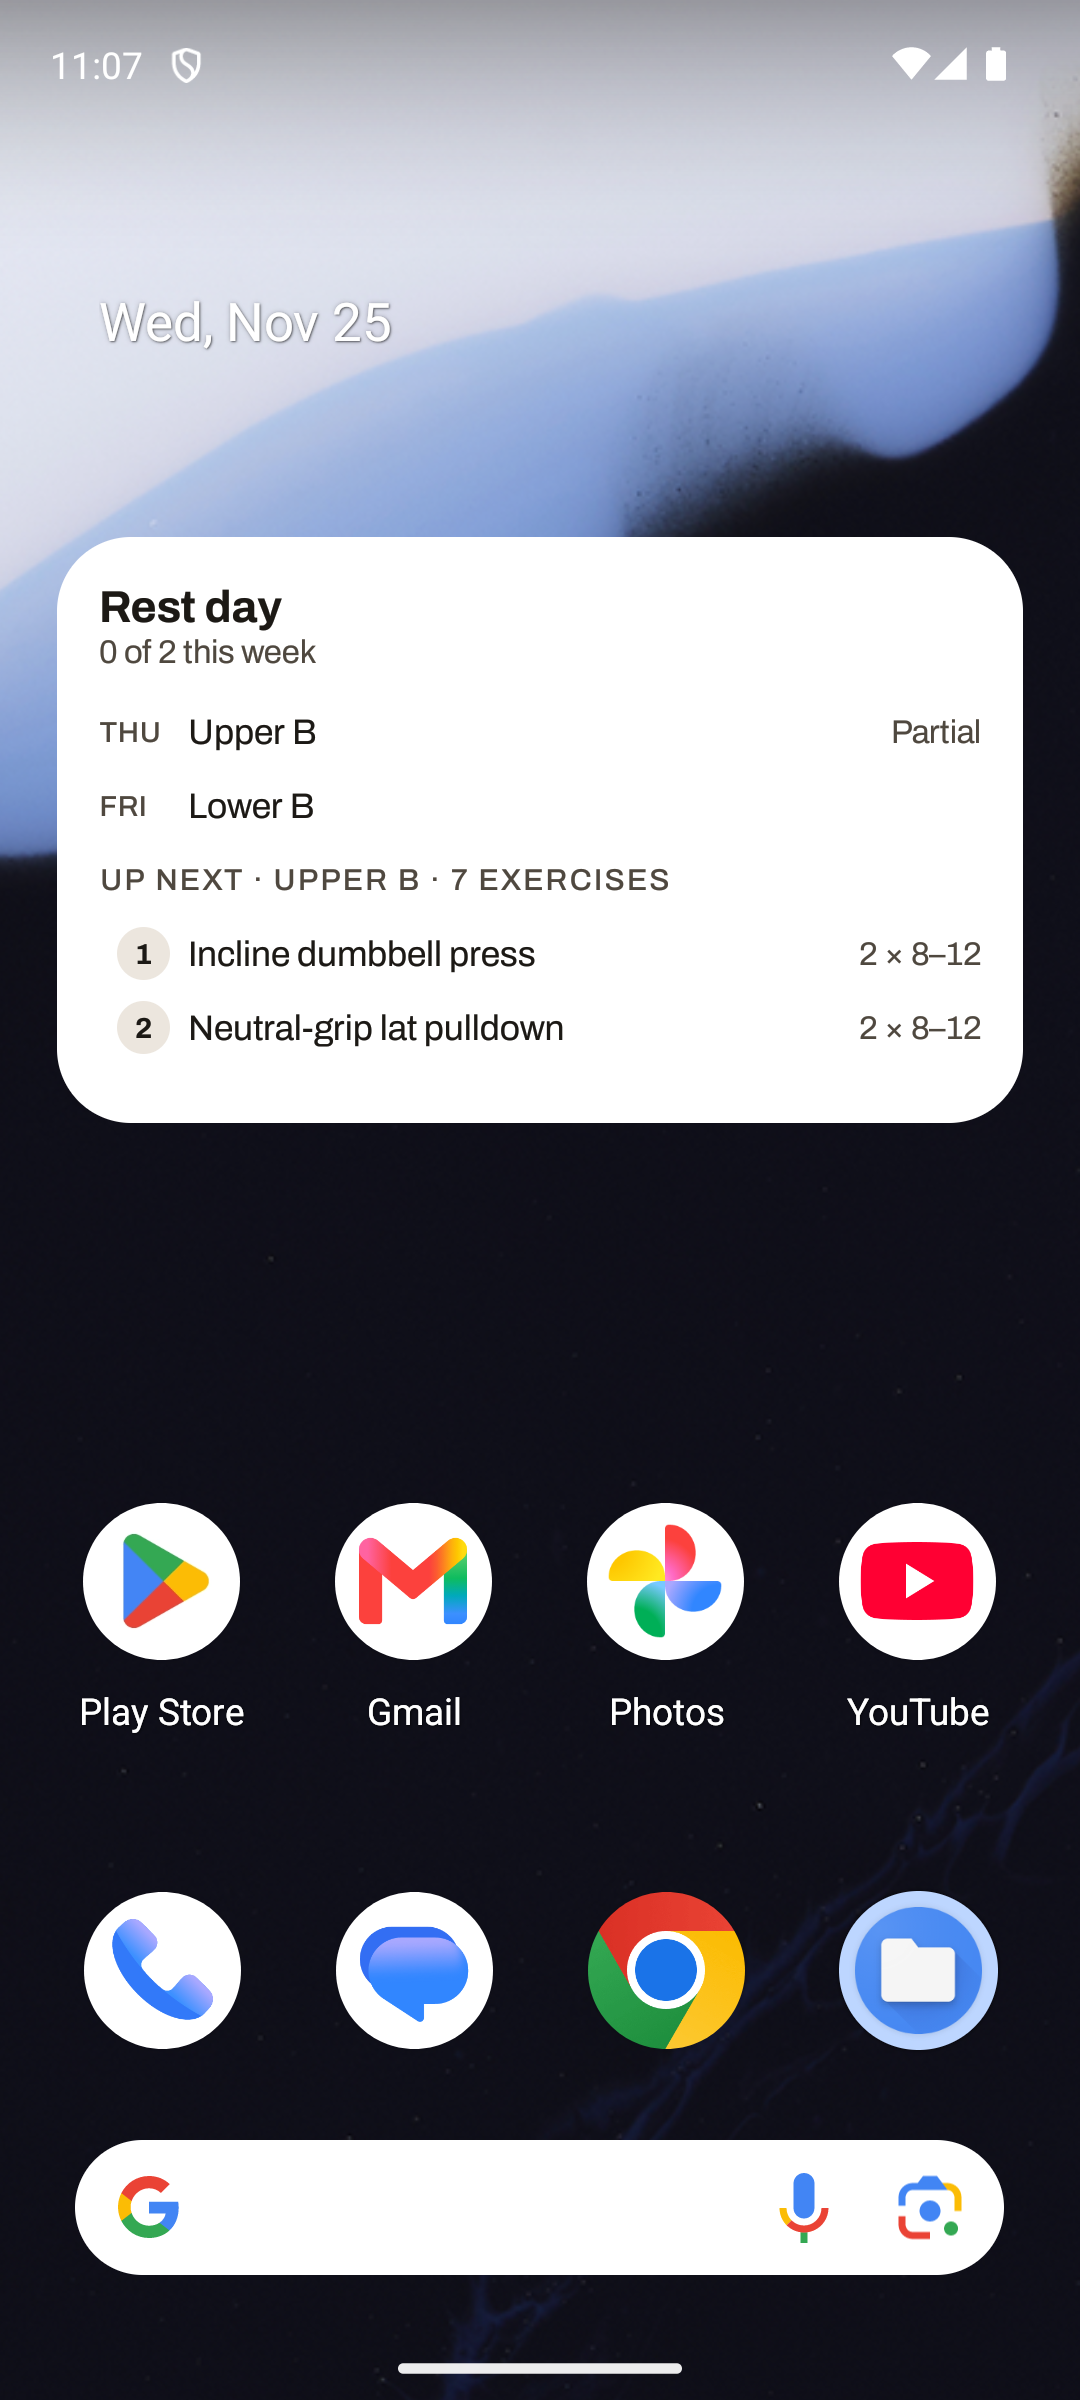 11:07
Wed, Nov 25
Rest day
0 of 2 this week
THU Upper B Partial
FRI Lower B
UP NEXT · UPPER B · 7 EXERCISES
1 Incline dumbbell press 2 × 8–12
2 Neutral-grip lat pulldown 2 × 8–12
Play Store Gmail Photos YouTube